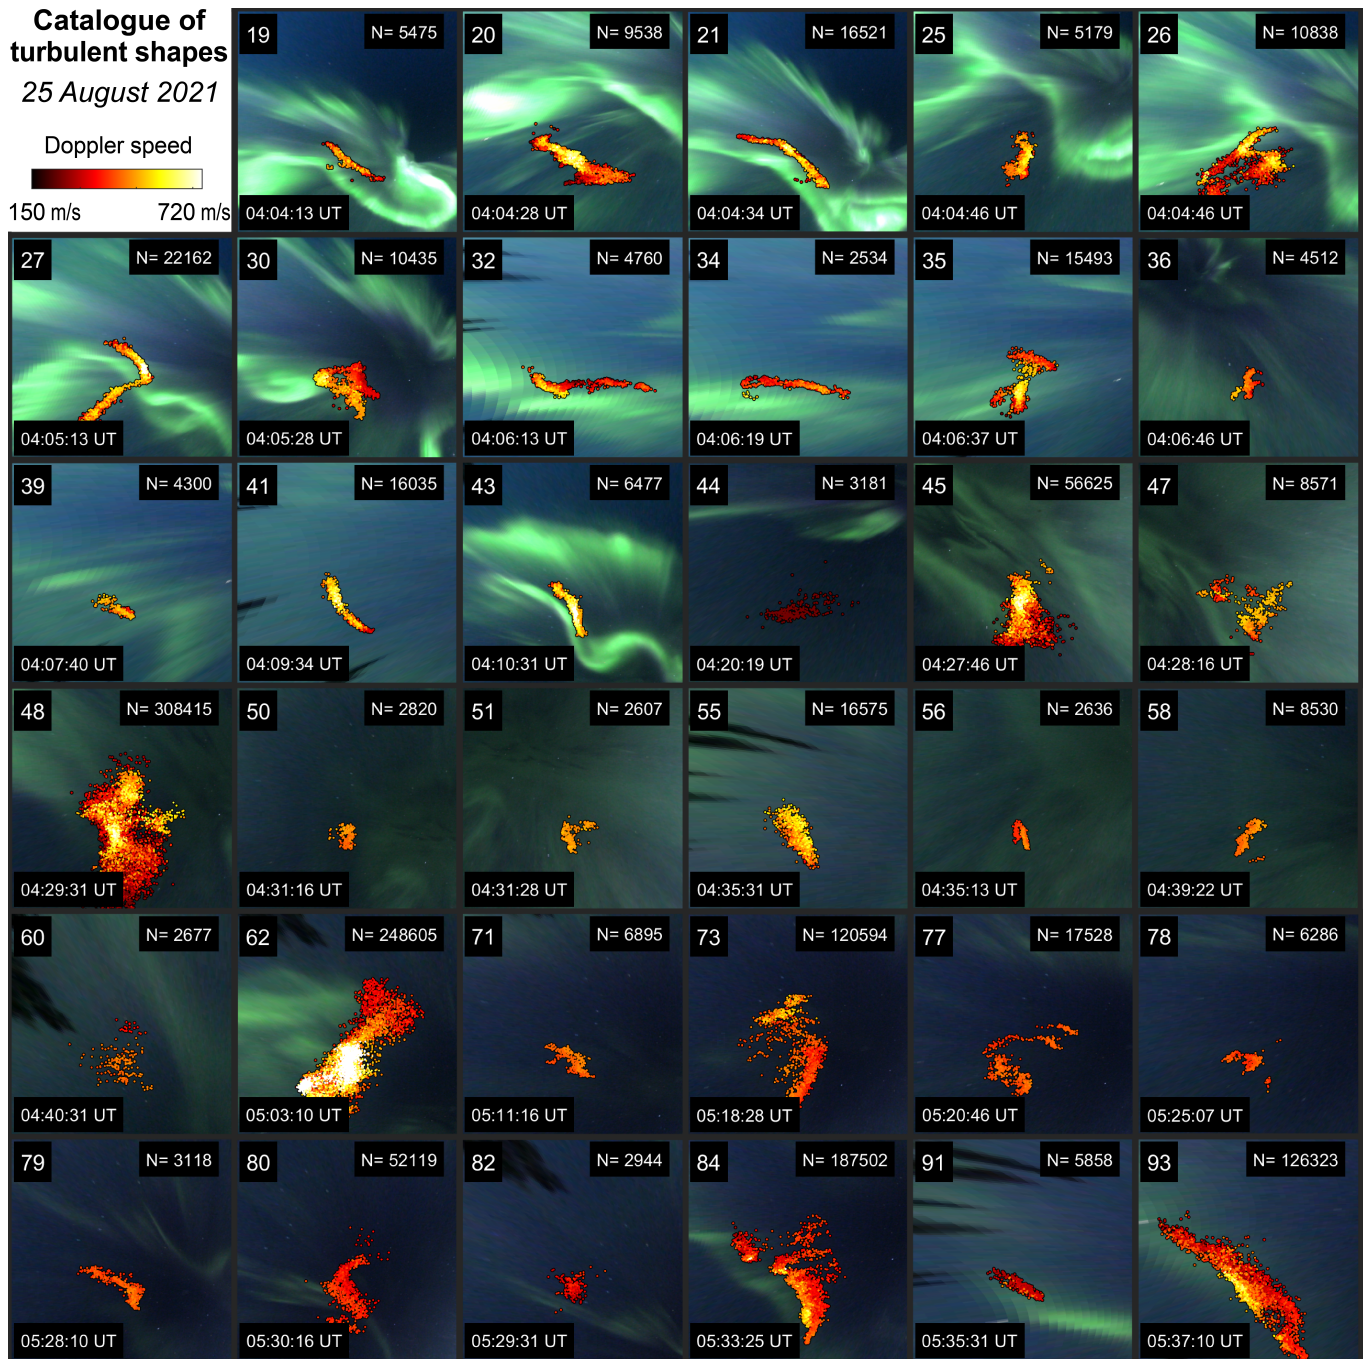 Catalogue of
turbulent shapes
25 August 2021
Doppler speed
150 m/s 720 m/s
19 N= 5475
04:04:13 UT
20 N= 9538
04:04:28 UT
21 N= 16521
04:04:34 UT
25 N= 5179
04:04:46 UT
26 N= 10838
04:04:46 UT
27 N= 22162
04:05:13 UT
30 N= 10435
04:05:28 UT
32 N= 4760
04:06:13 UT
34 N= 2534
04:06:19 UT
35 N= 15493
04:06:37 UT
36 N= 4512
04:06:46 UT
39 N= 4300
04:07:40 UT
41 N= 16035
04:09:34 UT
43 N= 6477
04:10:31 UT
44 N= 3181
04:20:19 UT
45 N= 56625
04:27:46 UT
47 N= 8571
04:28:16 UT
48 N= 308415
04:29:31 UT
50 N= 2820
04:31:16 UT
51 N= 2607
04:31:28 UT
55 N= 16575
04:35:31 UT
56 N= 2636
04:35:13 UT
58 N= 8530
04:39:22 UT
60 N= 2677
04:40:31 UT
62 N= 248605
05:03:10 UT
71 N= 6895
05:11:16 UT
73 N= 120594
05:18:28 UT
77 N= 17528
05:20:46 UT
78 N= 6286
05:25:07 UT
79 N= 3118
05:28:10 UT
80 N= 52119
05:30:16 UT
82 N= 2944
05:29:31 UT
84 N= 187502
05:33:25 UT
91 N= 5858
05:35:31 UT
93 N= 126323
05:37:10 UT